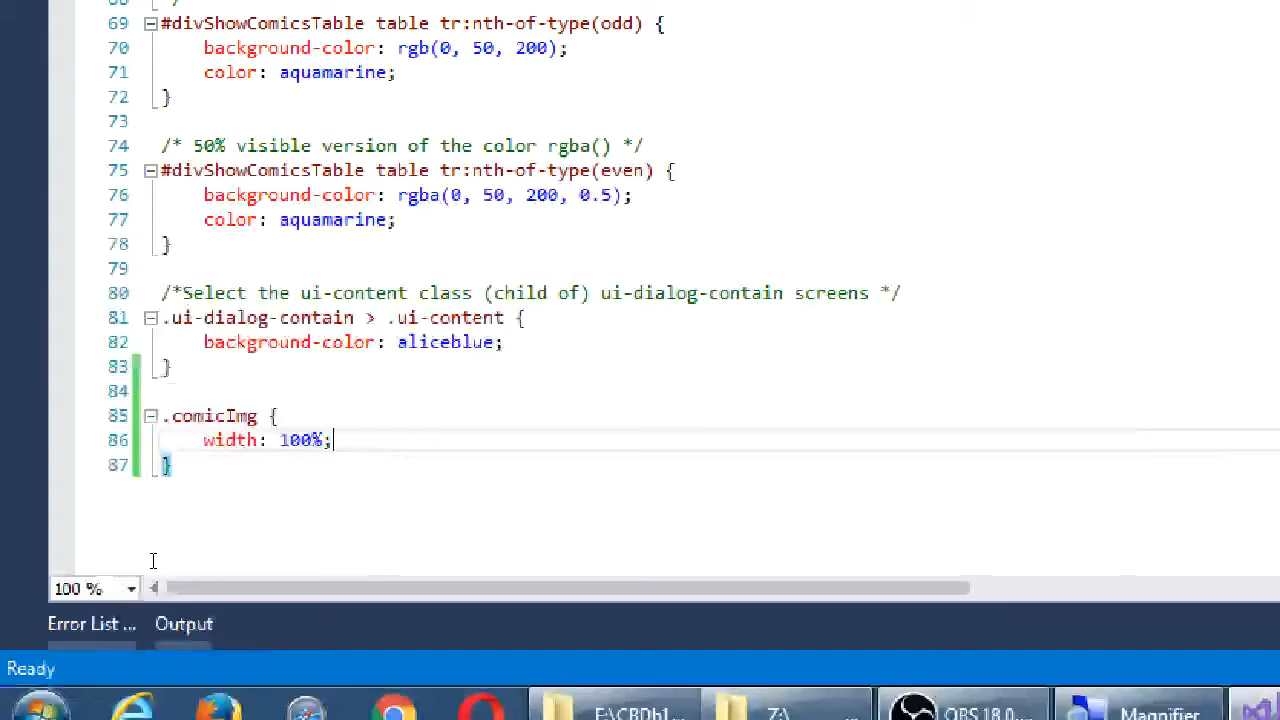 69 #divShowComicsTable table tr:nth-of-type(odd) {
70 background-color: rgb(0, 50, 200);
71 color: aquamarine;
72 }
73
74 /* 50% visible version of the color rgba() */
75 #divShowComicsTable table tr:nth-of-type(even) {
76 background-color: rgba(0, 50, 200, 0.5);
77 color: aquamarine;
78 }
79
80 /*Select the ui-content class (child of) ui-dialog-contain screens */
81 .ui-dialog-contain > .ui-content {
82 background-color: aliceblue;
83 }
84
85 .comicImg {
86 width: 100%;
87 }
100 %
Error List ... Output
Ready
E:\CBDb1... Z:\ ... OBS 18.0.... Magnifier